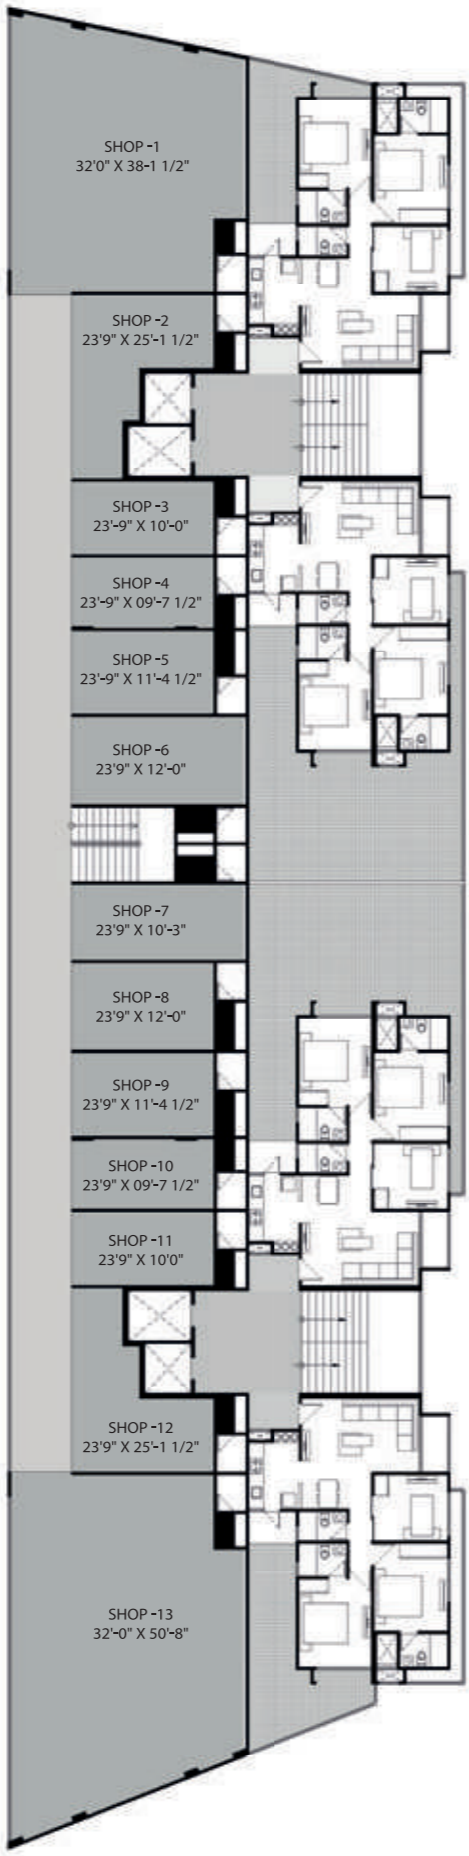 SHOP -1
32'0" X 38-1 1/2"
SHOP -2
23'9" X 25'-1 1/2"
SHOP -3
23'-9" X 10'-0"
SHOP -4
23'-9" X 09'-7 1/2"
SHOP -5
23'-9" X 11'-4 1/2"
SHOP -6
23'9" X 12'-0"
SHOP -7
23'9" X 10'-3"
SHOP -8
23'9" X 12'-0"
SHOP -9
23'9" X 11'-4 1/2"
SHOP -10
23'9" X 09'-7 1/2"
SHOP -11
23'9" X 10'0"
SHOP -12
23'9" X 25'-1 1/2"
SHOP -13
32'-0" X 50'-8"